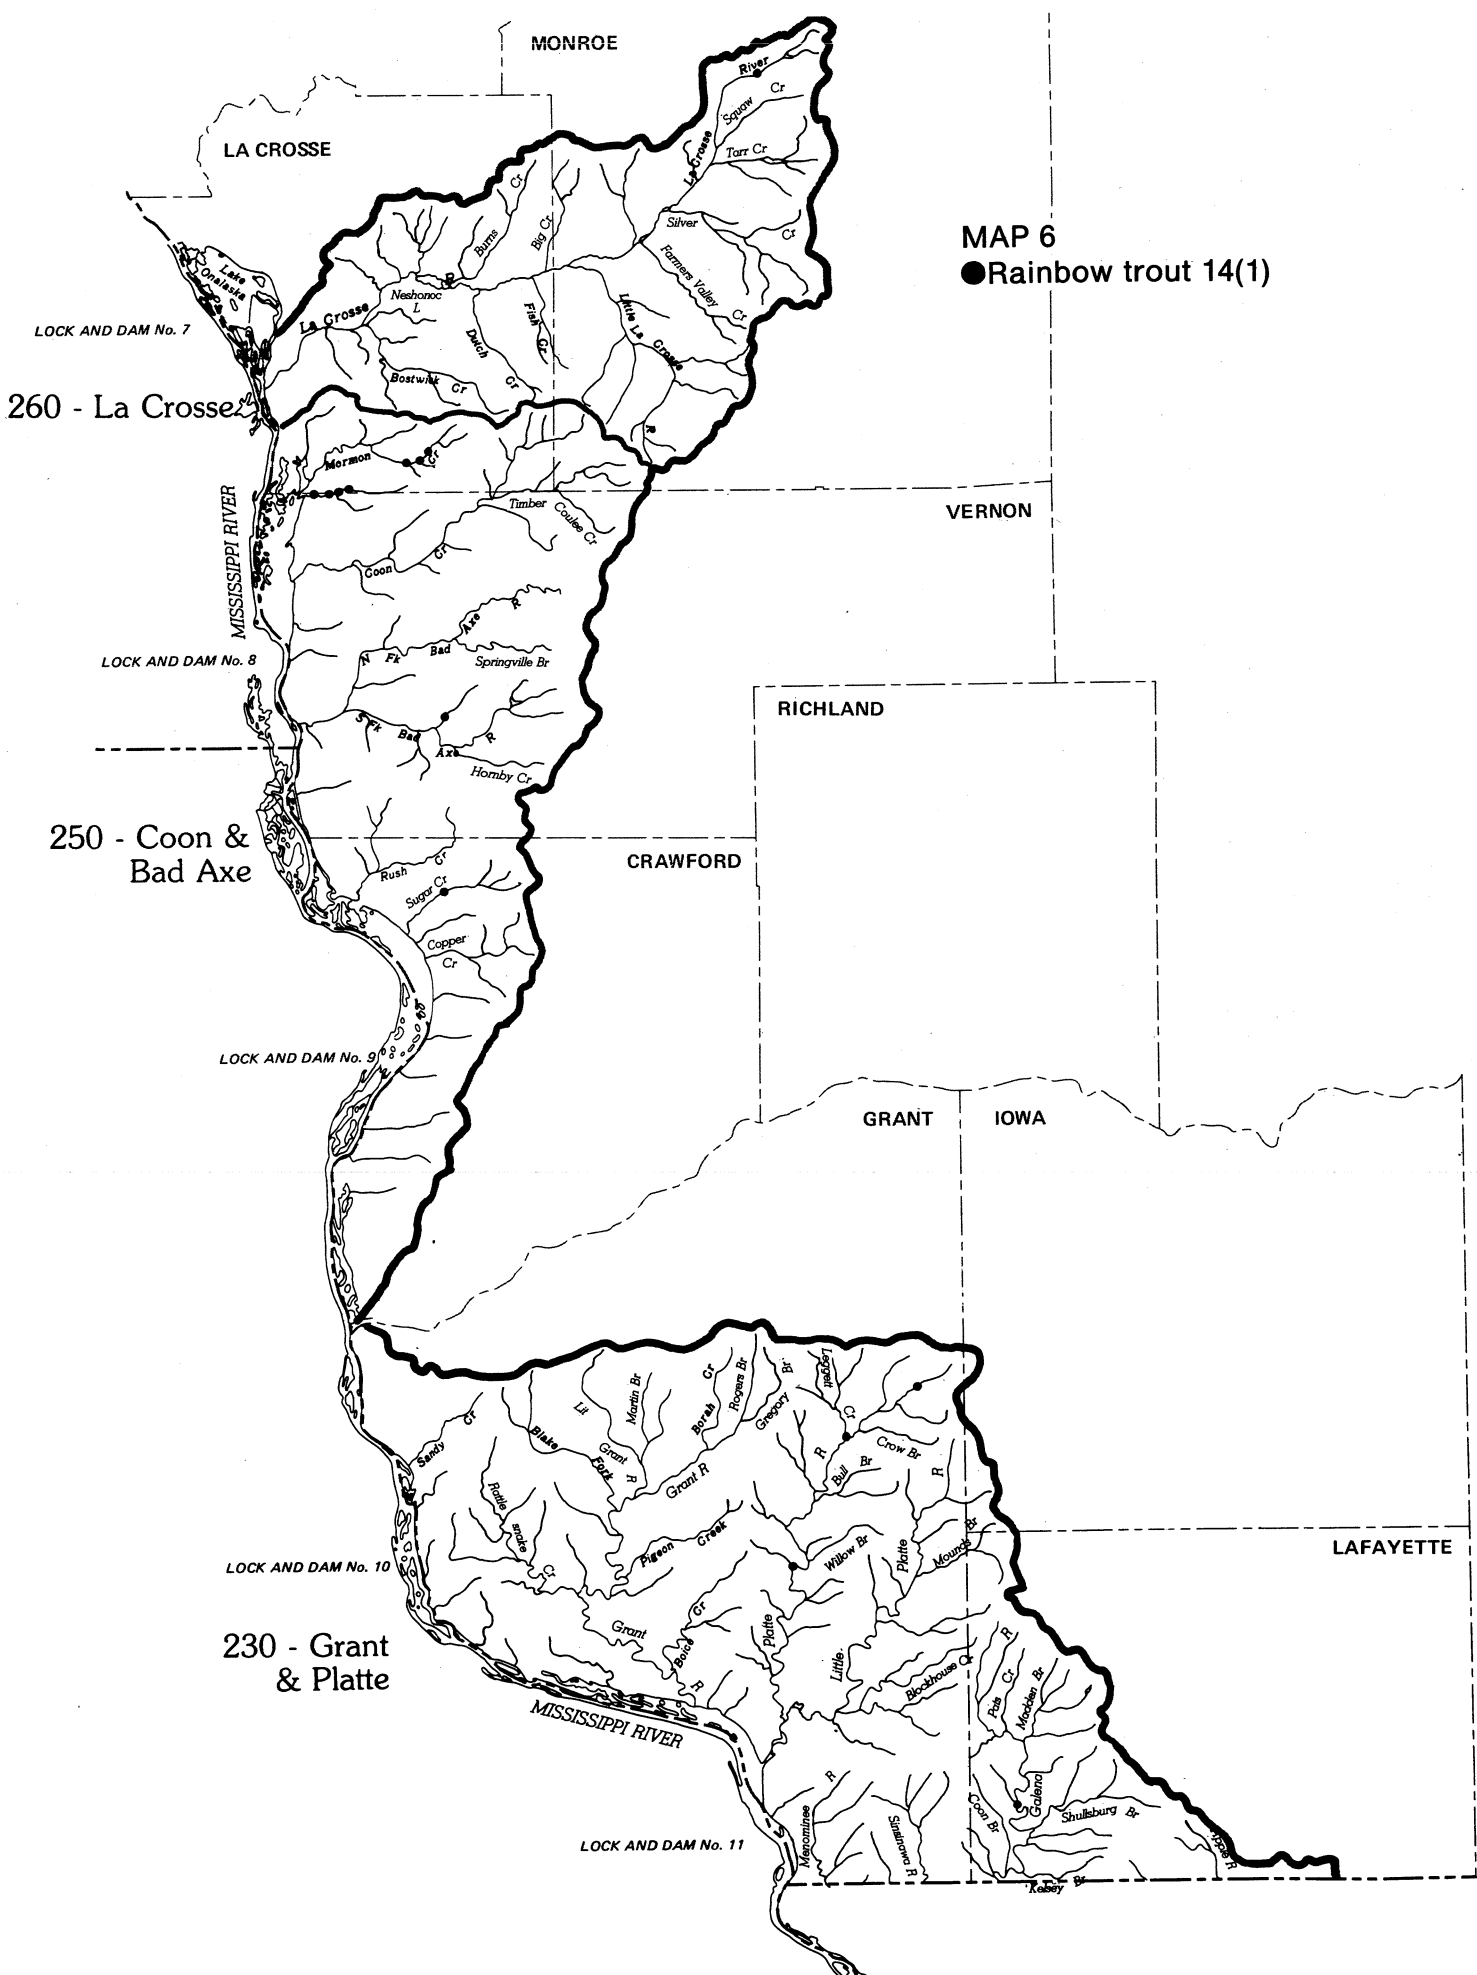 MONROE
River
Cr
Squaw
LA CROSSE
La Crosse
Tarr Cr
Cr
Silver
Cr
Burns
Big Cr
MAP 6
Rainbow trout 14(1)
Lake
Onalaska
Farmers Valley
Cr
R
Neshonoc
L
La Crosse
Fish Cr
Little La Crosse
LOCK AND DAM No. 7
Dutch
Cr
Bostwick Cr
260 - La Crosse
R
Mormon
Cr
VERNON
Timber
Coulee Cr
MISSISSIPPI RIVER
Coon
Cr
N Fk Bad Axe R
Springville Br
LOCK AND DAM No. 8
RICHLAND
S Fk Bad Axe R
Hornby Cr
250 - Coon &
Bad Axe
CRAWFORD
Rush Cr
Sugar Cr
Copper
Cr
LOCK AND DAM No. 9
GRANT
IOWA
Leggett
Cr
Borah Cr
Rogers Br
Gregory Br
Martin Br
Lit
Grant
R
Sandy Cr
Blake
Fork
Grant R
R
Crow Br
Bull Br
R
Rattle
snake
Cr
Pigeon Creek
Willow Br
Platte
Mounds Br
LAFAYETTE
LOCK AND DAM No. 10
Grant
R
Boice Cr
Platte
Little
230 - Grant
& Platte
Blockhouse Cr
R
Pats Cr
Madden Br
MISSISSIPPI RIVER
R
Menominee
Sinsinawa R
Coon Br
Galena
Shullsburg Br
Apple R
LOCK AND DAM No. 11
Kelsey Br